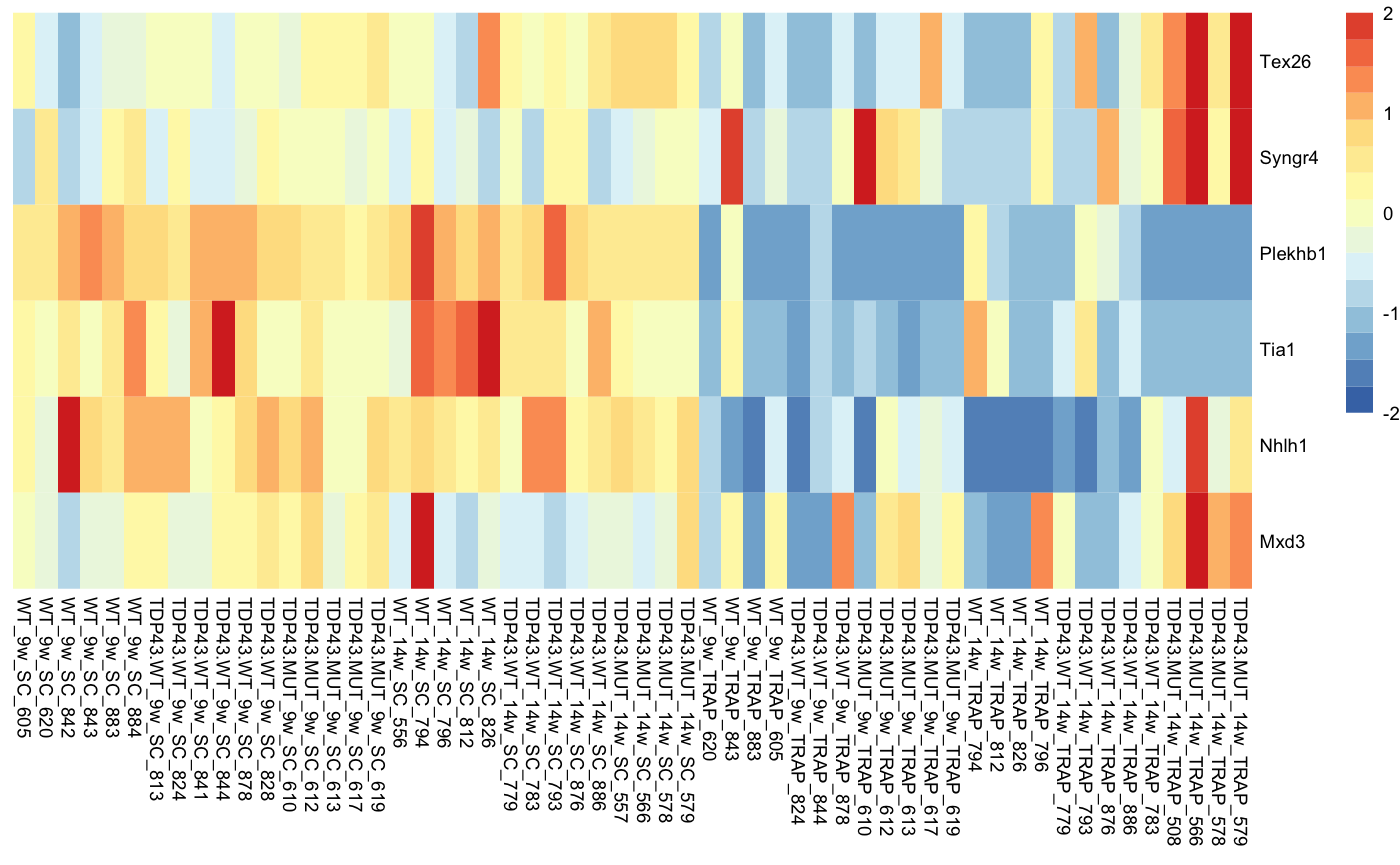 2
1
0
-1
-2
Tex26
Syngr4
Plekhb1
Tia1
Nhlh1
Mxd3
WT_9w_SC_605
WT_9w_SC_620
WT_9w_SC_842
WT_9w_SC_843
WT_9w_SC_883
WT_9w_SC_884
TDP43.WT_9w_SC_813
TDP43.WT_9w_SC_824
TDP43.WT_9w_SC_841
TDP43.WT_9w_SC_844
TDP43.WT_9w_SC_878
TDP43.WT_9w_SC_828
TDP43.MUT_9w_SC_610
TDP43.MUT_9w_SC_612
TDP43.MUT_9w_SC_613
TDP43.MUT_9w_SC_617
TDP43.MUT_9w_SC_619
WT_14w_SC_556
WT_14w_SC_794
WT_14w_SC_796
WT_14w_SC_812
WT_14w_SC_826
TDP43.WT_14w_SC_779
TDP43.WT_14w_SC_783
TDP43.WT_14w_SC_793
TDP43.WT_14w_SC_876
TDP43.WT_14w_SC_886
TDP43.MUT_14w_SC_557
TDP43.MUT_14w_SC_566
TDP43.MUT_14w_SC_578
TDP43.MUT_14w_SC_579
WT_9w_TRAP_620
WT_9w_TRAP_843
WT_9w_TRAP_883
WT_9w_TRAP_605
TDP43.WT_9w_TRAP_824
TDP43.WT_9w_TRAP_844
TDP43.WT_9w_TRAP_878
TDP43.MUT_9w_TRAP_610
TDP43.MUT_9w_TRAP_612
TDP43.MUT_9w_TRAP_613
TDP43.MUT_9w_TRAP_617
TDP43.MUT_9w_TRAP_619
WT_14w_TRAP_794
WT_14w_TRAP_812
WT_14w_TRAP_826
WT_14w_TRAP_796
TDP43.WT_14w_TRAP_779
TDP43.WT_14w_TRAP_793
TDP43.WT_14w_TRAP_876
TDP43.WT_14w_TRAP_886
TDP43.WT_14w_TRAP_783
TDP43.MUT_14w_TRAP_508
TDP43.MUT_14w_TRAP_566
TDP43.MUT_14w_TRAP_578
TDP43.MUT_14w_TRAP_579